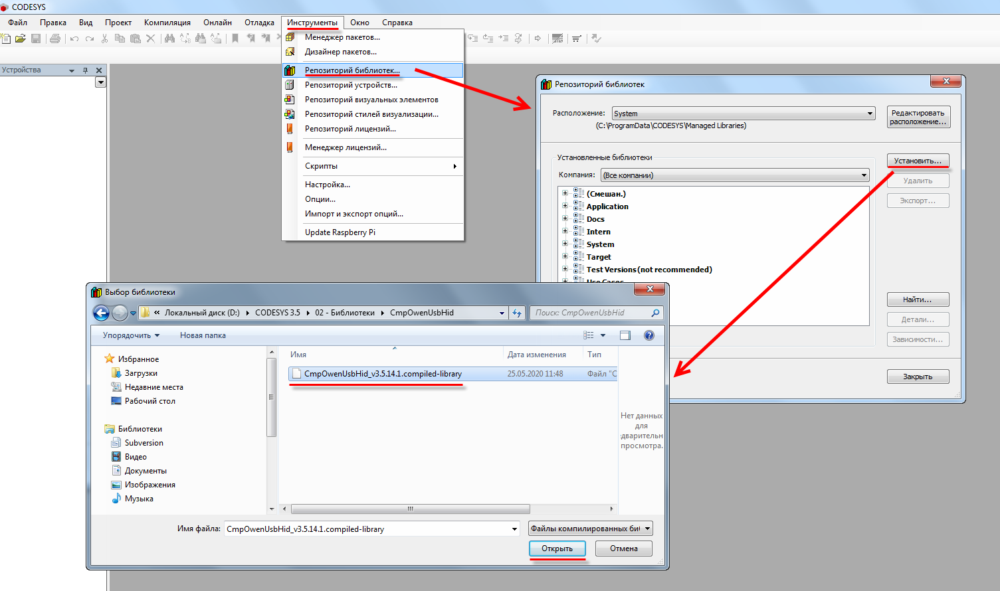 CODESYS
Файл Правка Вид Проект Компиляция Онлайн Отладка Инструменты Окно Справка
Устройства
Менеджер пакетов...
Дизайнер пакетов...
Репозиторий библиотек...
Репозиторий устройств...
Репозиторий визуальных элементов
Репозиторий стилей визуализации...
Репозиторий лицензий...
Менеджер лицензий...
Скрипты
Настройка...
Опции...
Импорт и экспорт опций...
Update Raspberry Pi
Репозиторий библиотек
Расположение: System
(C:\ProgramData\CODESYS\Managed Libraries)
Редактировать
расположение...
Установленные библиотеки
Компания: (Все компании)
(Смешан.)
Application
Docs
Intern
System
Target
Test Versions (not recommended)
Use Cases
Установить...
Удалить
Экспорт...
Найти...
Детали...
Зависимости...
Закрыть
Выбор библиотеки
« Локальный диск (D:) CODESYS 3.5 02 - Библиотеки CmpOwenUsbHid
Поиск: CmpOwenUsbHid
Упорядочить Новая папка
Избранное
Загрузки
Недавние места
Рабочий стол
Библиотеки
Subversion
Видео
Документы
Изображения
Музыка
Имя Дата изменения Тип
CmpOwenUsbHid_v3.5.14.1.compiled-library 25.05.2020 11:48 Файл "C
Нет данных
для
дварительн
просмотра.
Имя файла: CmpOwenUsbHid_v3.5.14.1.compiled-library
Файлы компилированных биб
Открыть Отмена